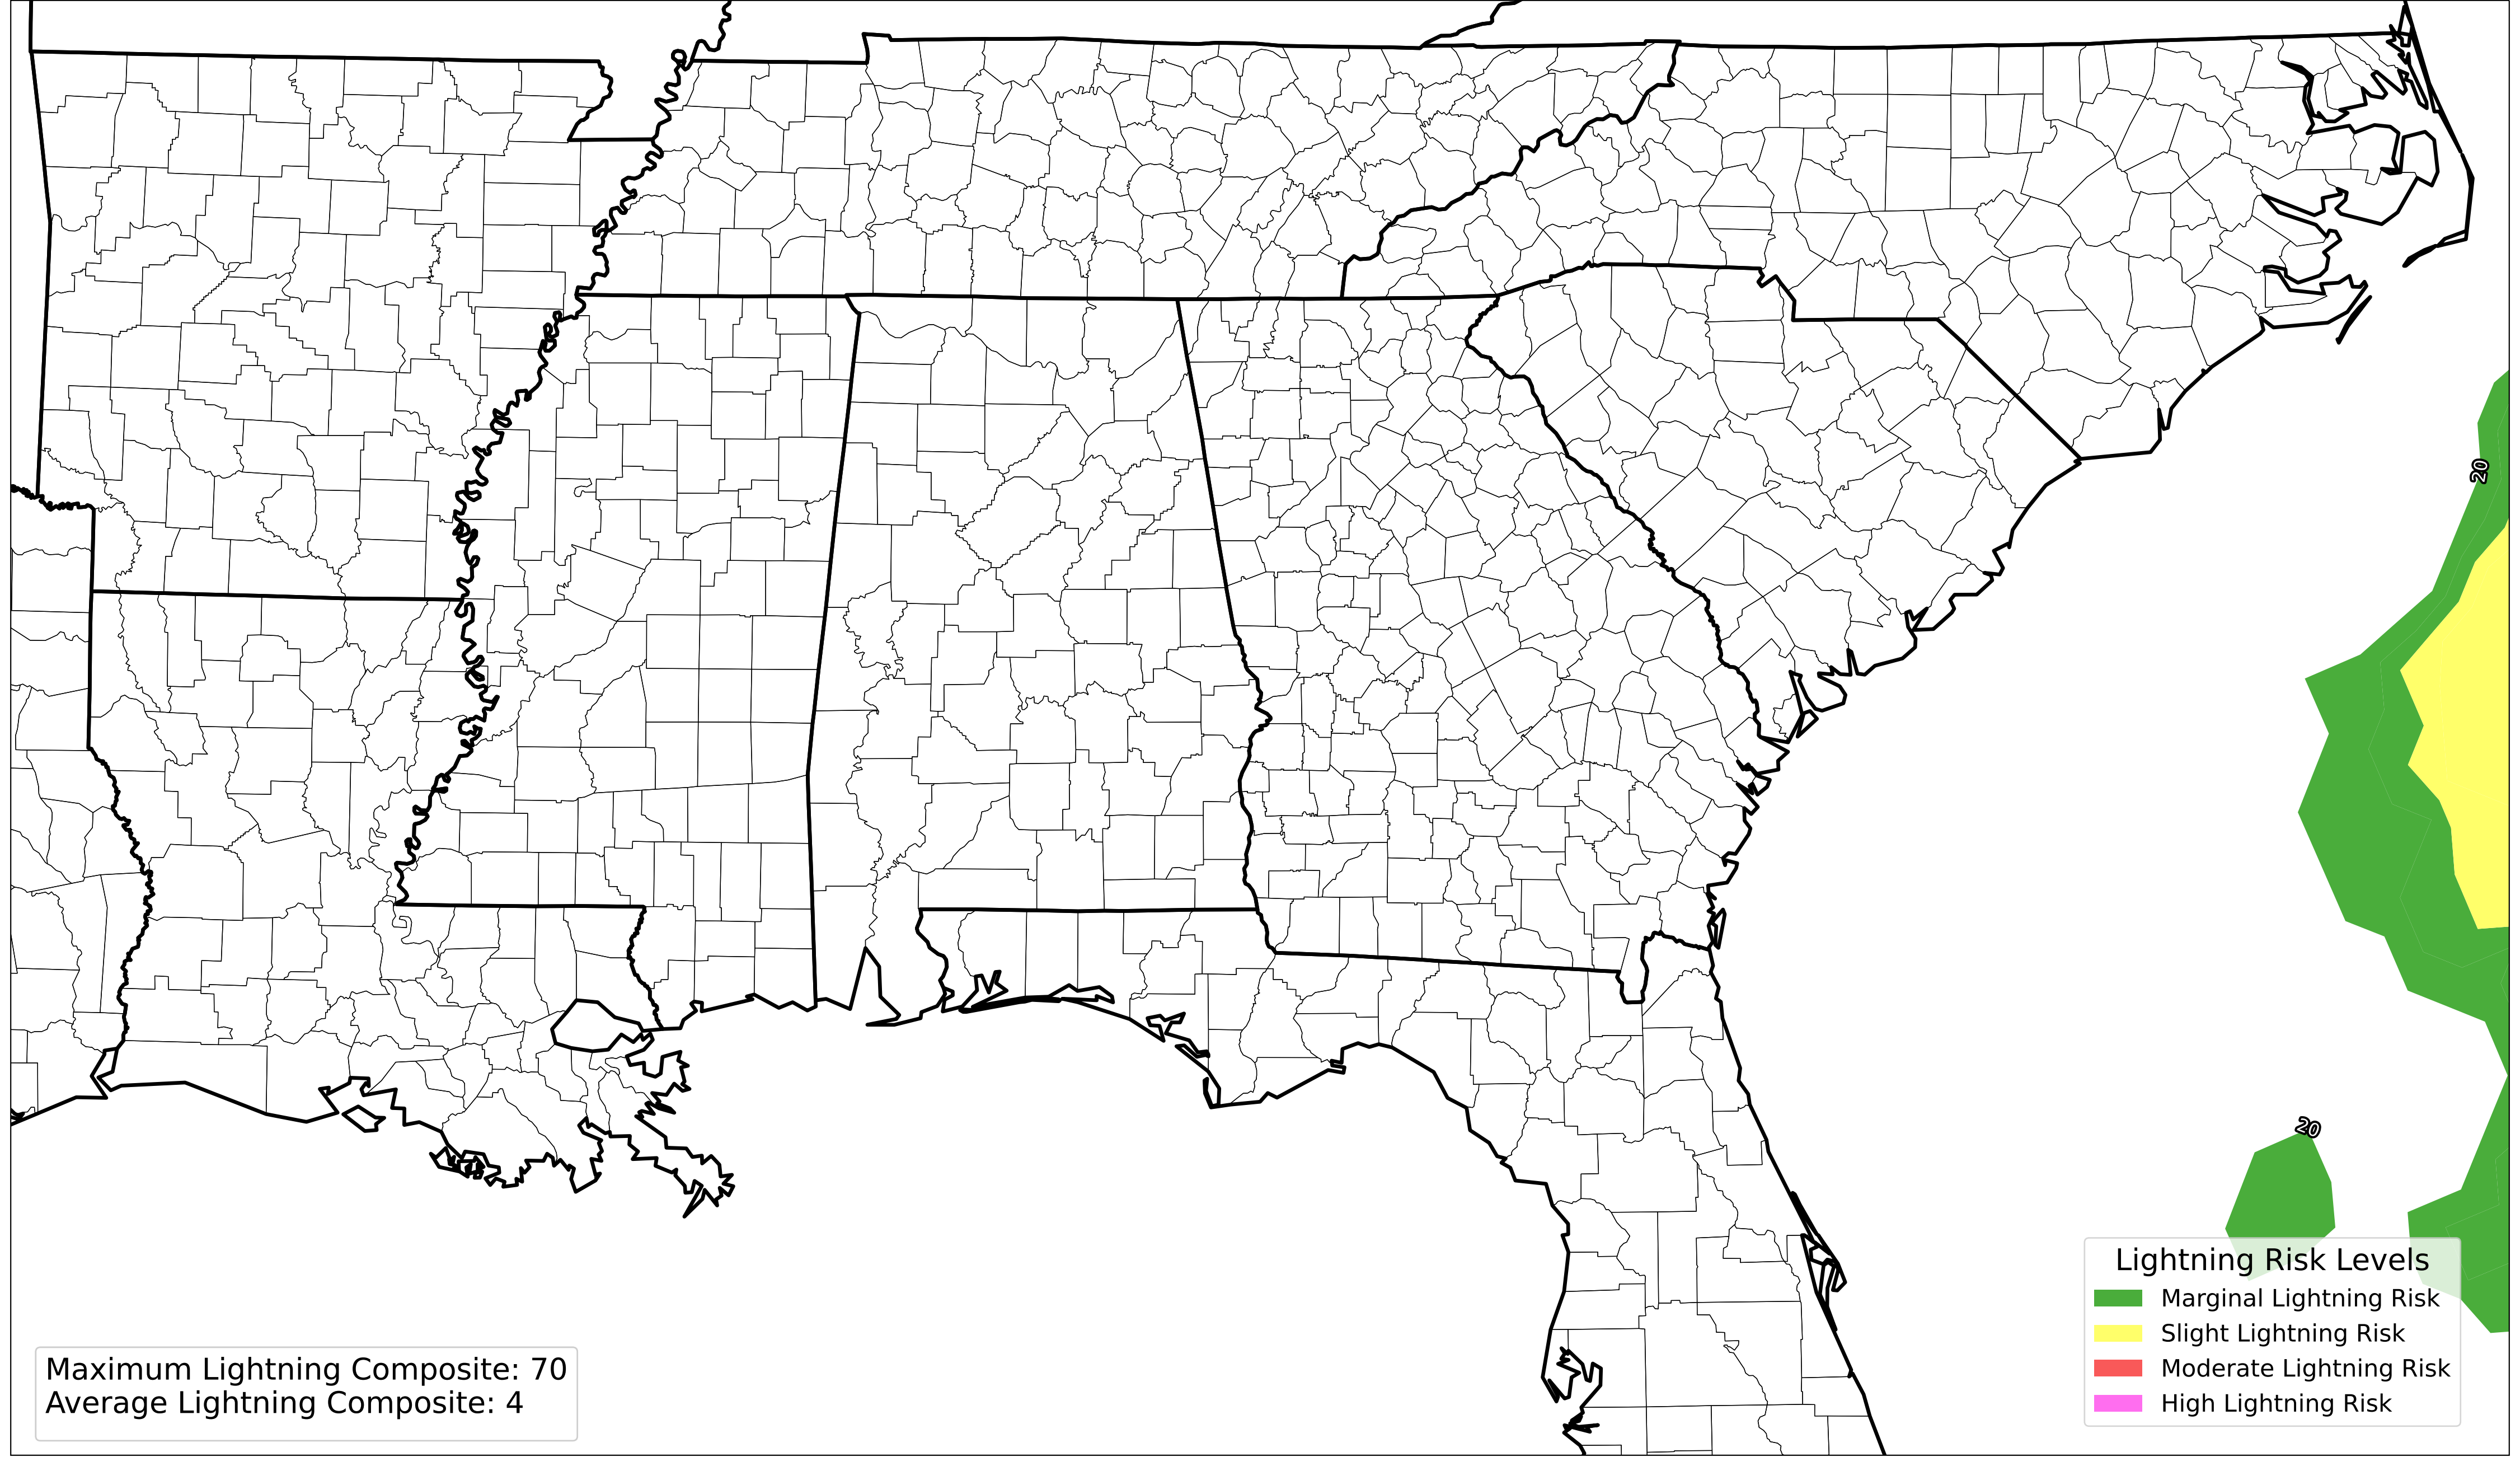 20
20
Lightning Risk Levels
Marginal Lightning Risk
Slight Lightning Risk
Moderate Lightning Risk
High Lightning Risk
Maximum Lightning Composite: 70
Average Lightning Composite: 4